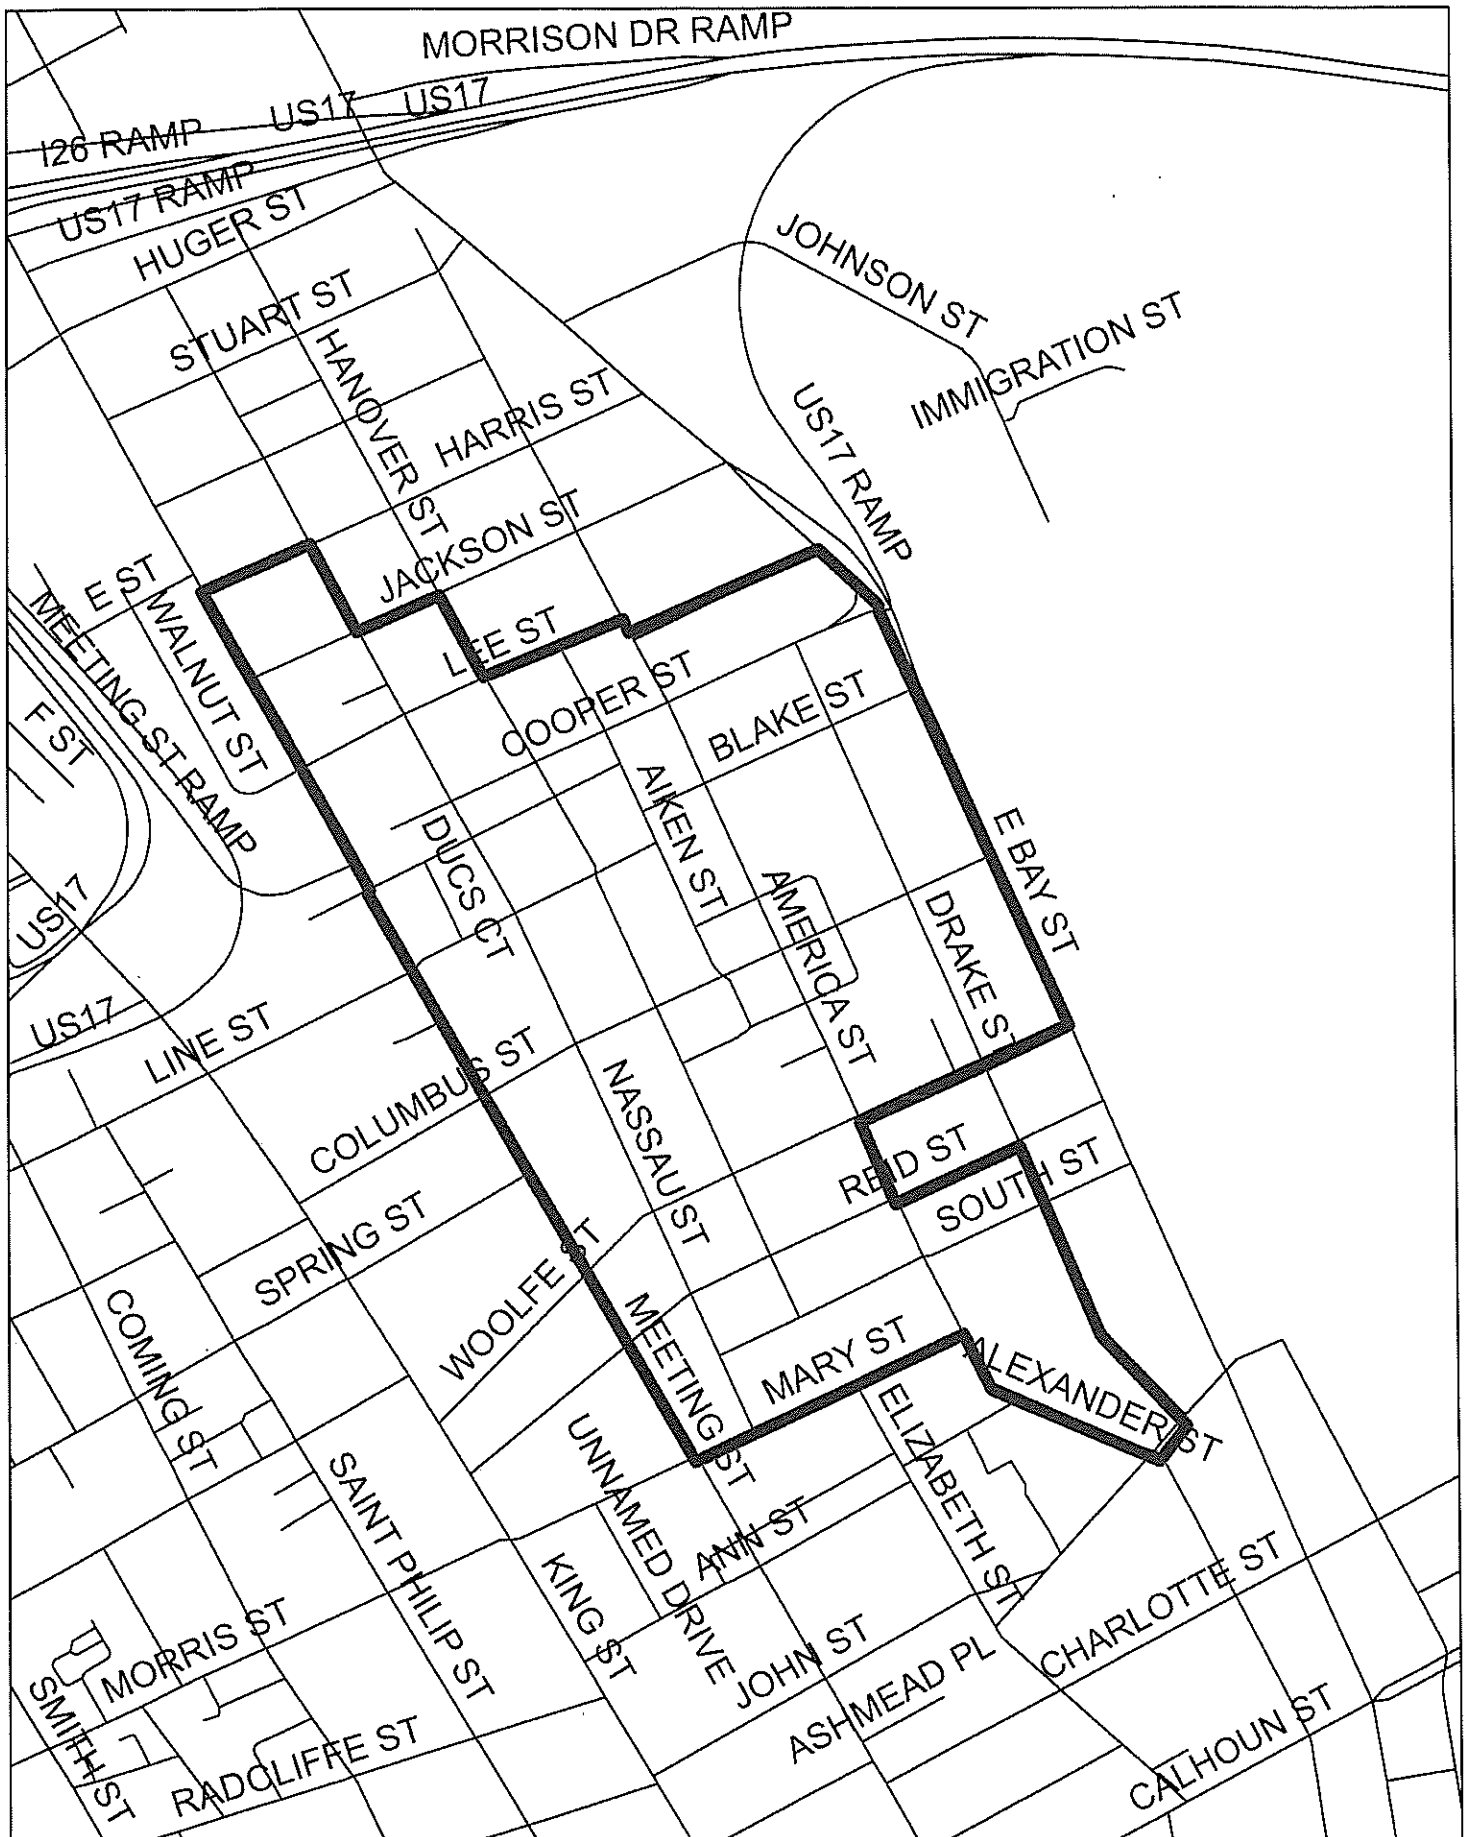 MORRISON DR RAMP
US17
US17
I26 RAMP
US17 RAMP
HUGER ST
JOHNSON ST
STUART ST
IMMIGRATION ST
HANOVER ST
HARRIS ST
US17 RAMP
JACKSON ST
E ST
WALNUT ST
MEETING ST RAMP
LEE ST
COOPER ST
BLAKE ST
F ST
AIKEN ST
DUCS CT
E BAY ST
US17
AMERICA ST
DRAKE ST
US17
LINE ST
COLUMBUS ST
NASSAU ST
REID ST
SOUTH ST
SPRING ST
WOOLFE ST
COMING ST
MEETING ST
MARY ST
ALEXANDER ST
ELIZABETH ST
UNNAMED DRIVE
SAINT PHILIP ST
ANN ST
KING ST
CHARLOTTE ST
MORRIS ST
JOHN ST
ASHMEAD PL
SMITH ST
RADCLIFFE ST
CALHOUN ST